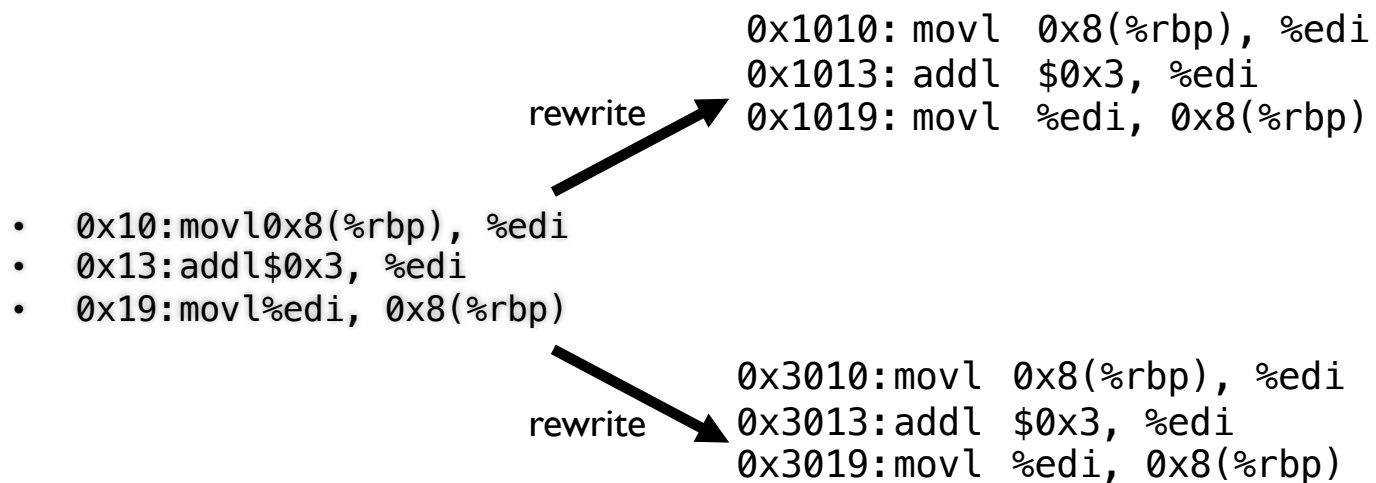 0x1010: movl 0x8(%rbp), %edi
0x1013: addl $0x3, %edi
rewrite
0x1019: movl %edi, 0x8(%rbp)
• 0x10:movl0x8(%rbp), %edi
• 0x13:addl$0x3, %edi
• 0x19:movl%edi, 0x8(%rbp)
0x3010:movl 0x8(%rbp), %edi
rewrite
0x3013:addl $0x3, %edi
0x3019:movl %edi, 0x8(%rbp)